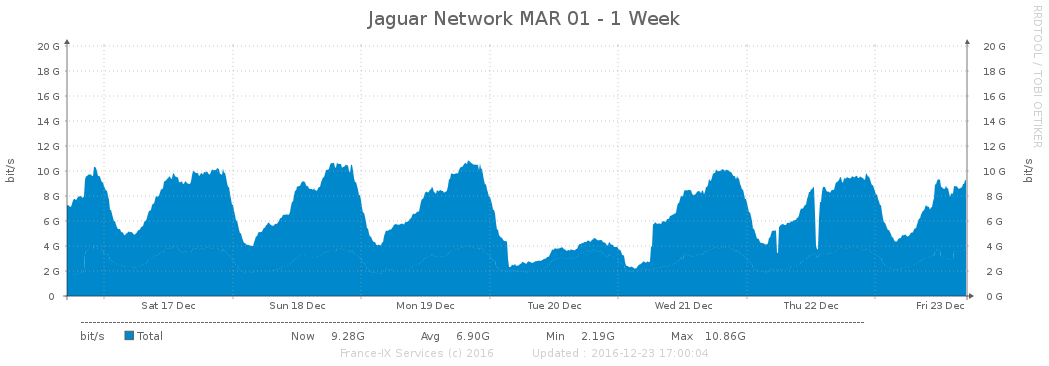 Jaguar Network MAR 01 - 1 Week
RRDTOOL / TOBI OETIKER
bit/s
20 G 20 G
18 G 18 G
16 G 16 G
14 G 14 G
12 G 12 G
10 G 10 G
8 G 8 G
6 G 6 G
4 G 4 G
2 G 2 G
0 0 G
bit/s
Sat 17 Dec Sun 18 Dec Mon 19 Dec Tue 20 Dec Wed 21 Dec Thu 22 Dec Fri 23 Dec
bit/s Total Now 9.28G Avg 6.90G Min 2.19G Max 10.86G
France-IX Services (c) 2016 Updated : 2016-12-23 17:00:04